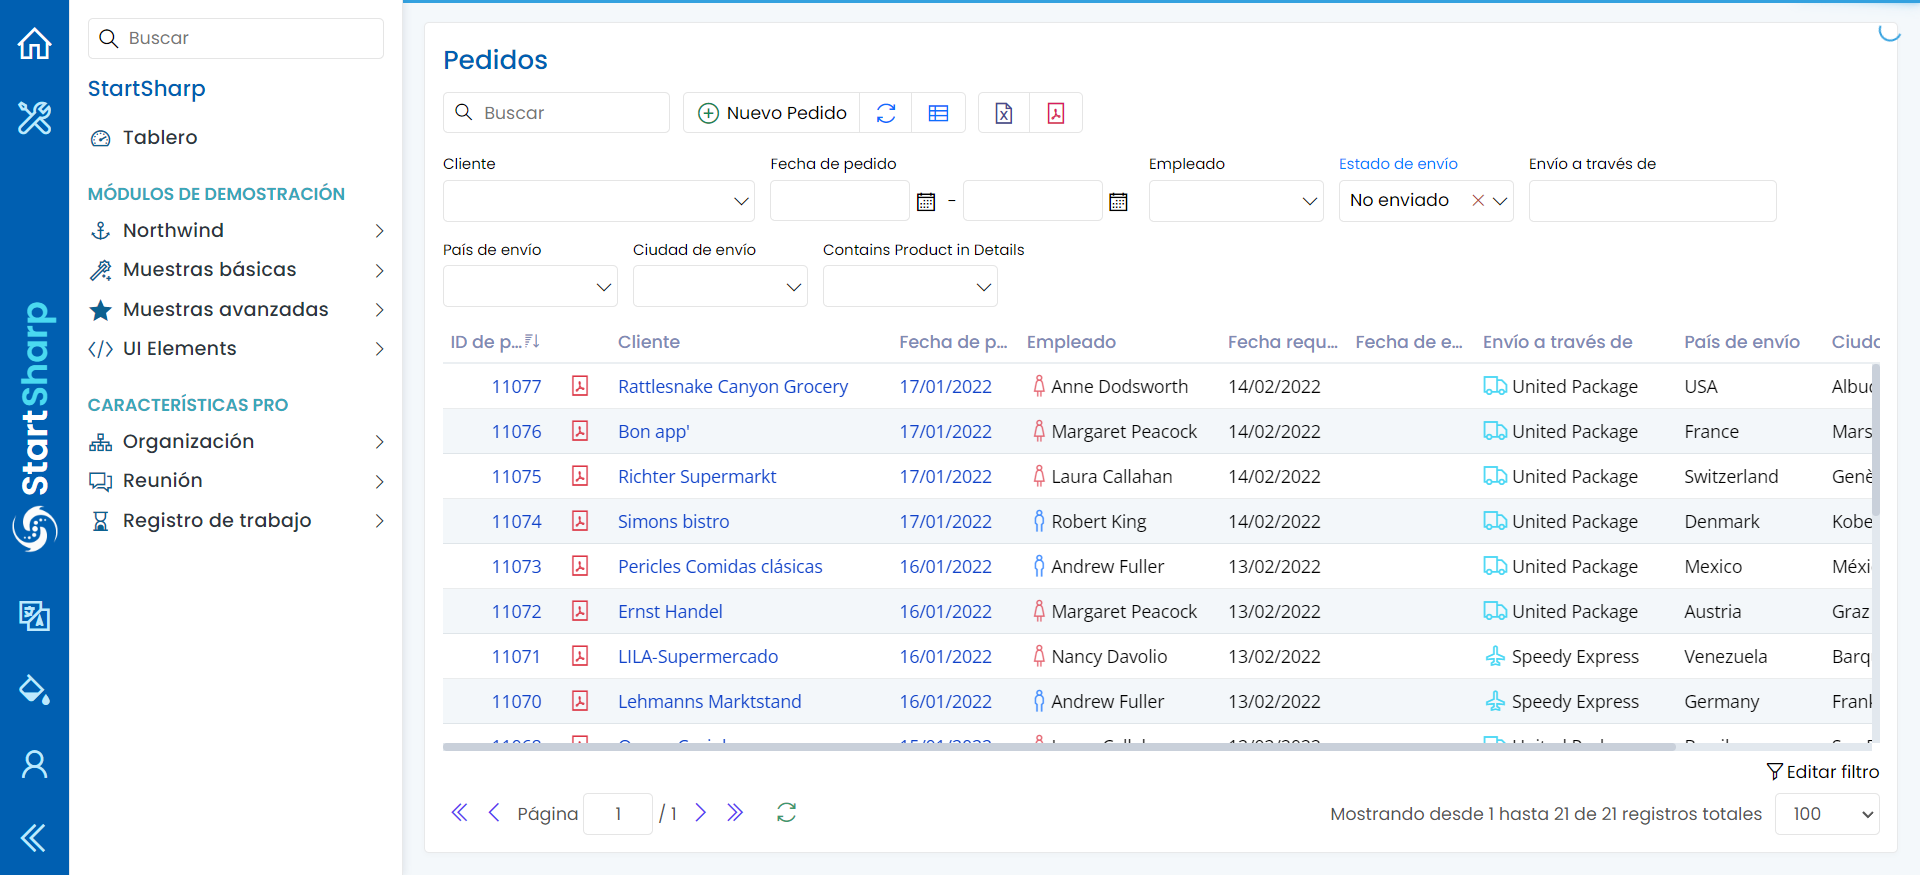 StartSharp
Buscar
StartSharp
Tablero
MÓDULOS DE DEMOSTRACIÓN
Northwind
Muestras básicas
Muestras avanzadas
UI Elements
CARACTERÍSTICAS PRO
Organización
Reunión
Registro de trabajo
Pedidos
Buscar
Nuevo Pedido
Cliente Fecha de pedido Empleado Estado de envío Envío a través de
- No enviado
País de envío Ciudad de envío Contains Product in Details
ID de p... Cliente Fecha de p... Empleado Fecha requ... Fecha de e... Envío a través de País de envío Ciudc
11077 Rattlesnake Canyon Grocery 17/01/2022 Anne Dodsworth 14/02/2022 United Package USA Albuc
11076 Bon app' 17/01/2022 Margaret Peacock 14/02/2022 United Package France Mars
11075 Richter Supermarkt 17/01/2022 Laura Callahan 14/02/2022 United Package Switzerland Genè
11074 Simons bistro 17/01/2022 Robert King 14/02/2022 United Package Denmark Kobe
11073 Pericles Comidas clásicas 16/01/2022 Andrew Fuller 13/02/2022 United Package Mexico Méxi
11072 Ernst Handel 16/01/2022 Margaret Peacock 13/02/2022 United Package Austria Graz
11071 LILA-Supermercado 16/01/2022 Nancy Davolio 13/02/2022 Speedy Express Venezuela Barq
11070 Lehmanns Marktstand 16/01/2022 Andrew Fuller 13/02/2022 Speedy Express Germany Frank
Editar filtro
Página 1 / 1
Mostrando desde 1 hasta 21 de 21 registros totales 100